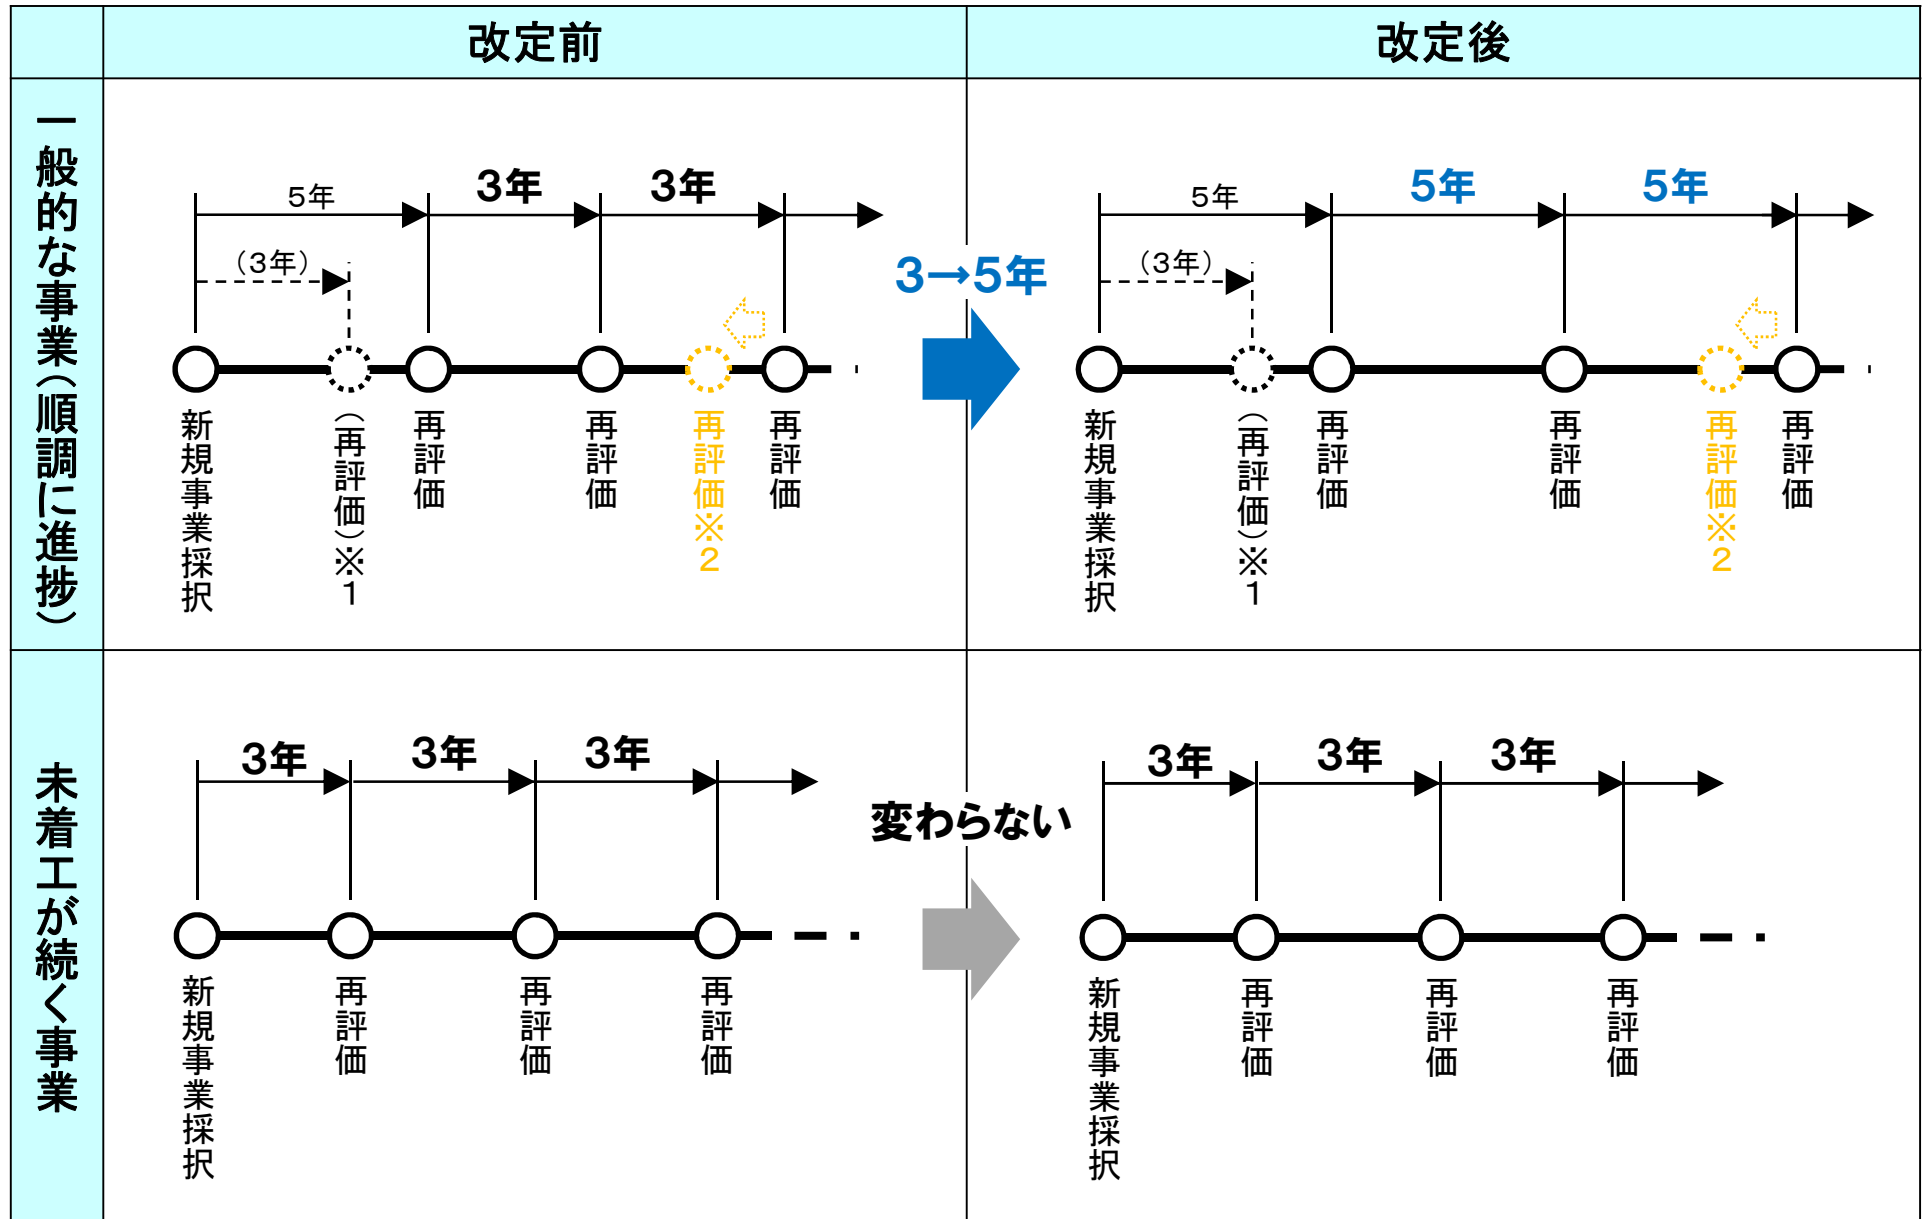 改定前
改定後
一般的な事業（順調に進捗）
5年
3年
3年
（3年）
新規事業採択
（再評価）※1
再評価
再評価
再評価※2
再評価
3→5年
5年
5年
5年
（3年）
新規事業採択
（再評価）※1
再評価
再評価
再評価※2
再評価
未着工が続く事業
3年
3年
3年
新規事業採択
再評価
再評価
再評価
変わらない
3年
3年
3年
新規事業採択
再評価
再評価
再評価